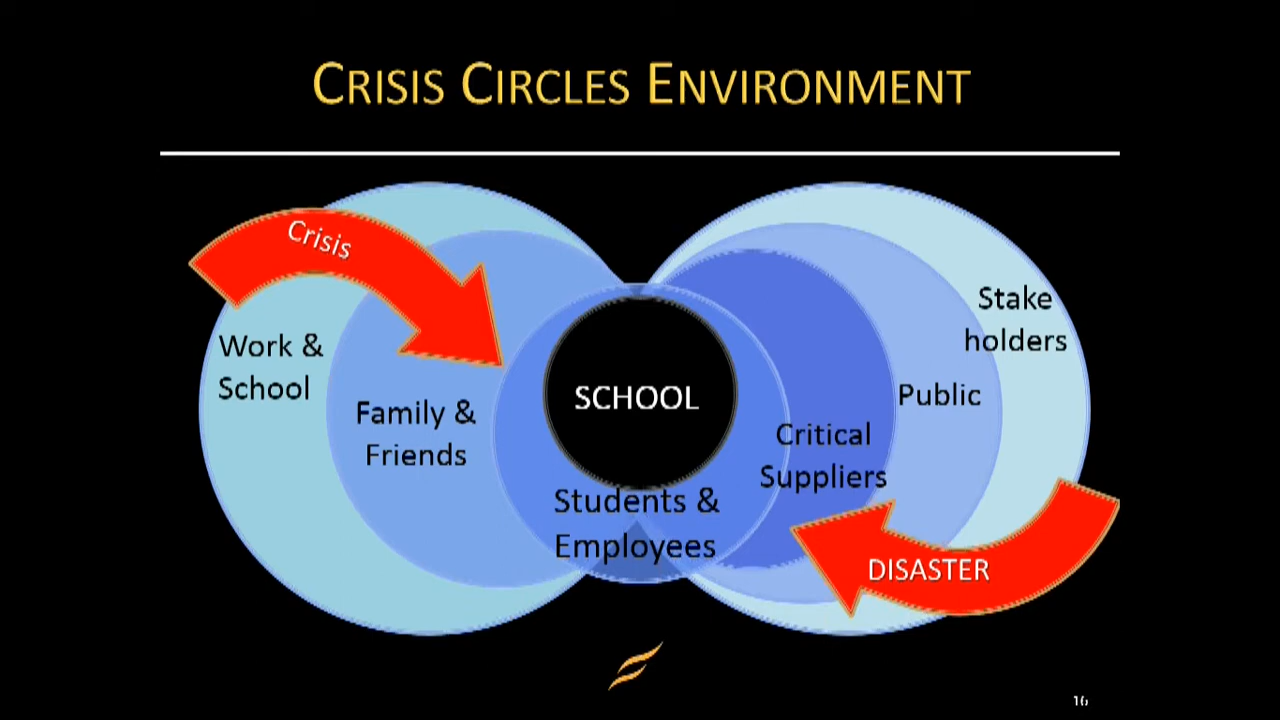 CRISIS CIRCLES ENVIRONMENT
Crisis
Work &
School
Family &
Friends
SCHOOL
Students &
Employees
Critical
Suppliers
Public
Stake
holders
DISASTER
16